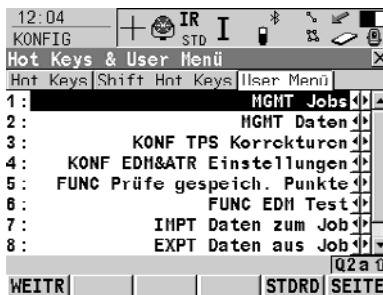 12:04
KONFIG
IR
STD
I
Hot Keys & User Menü
Hot Keys Shift Hot Keys User Menü
1: MGMT Jobs
2: MGMT Daten
3: KONF TPS Korrekturen
4: KONF EDM&ATR Einstellungen
5: FUNC Prüfe gespeich. Punkte
6: FUNC EDM Test
7: IMPT Daten zum Job
8: EXPT Daten aus Job
Q2a
WEITR STDRD SEITE